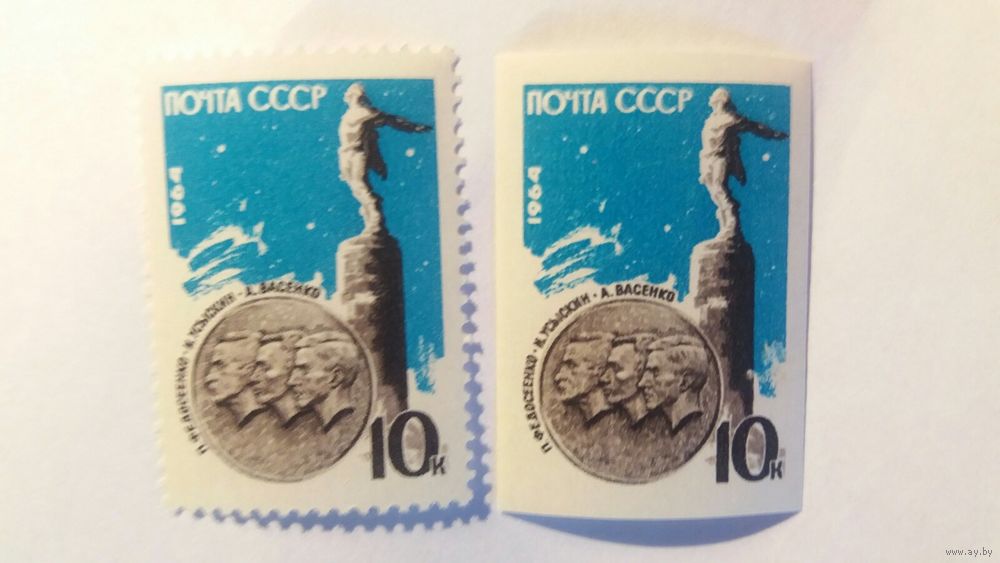 ПОЧТА СССР
1964
П. ФЕДОСЕЕНКО · И. УСЫСКИН · А. ВАСЕНКО
10к
ПОЧТА СССР
1964
П. ФЕДОСЕЕНКО · И. УСЫСКИН · А. ВАСЕНКО
10к
www.ay.by